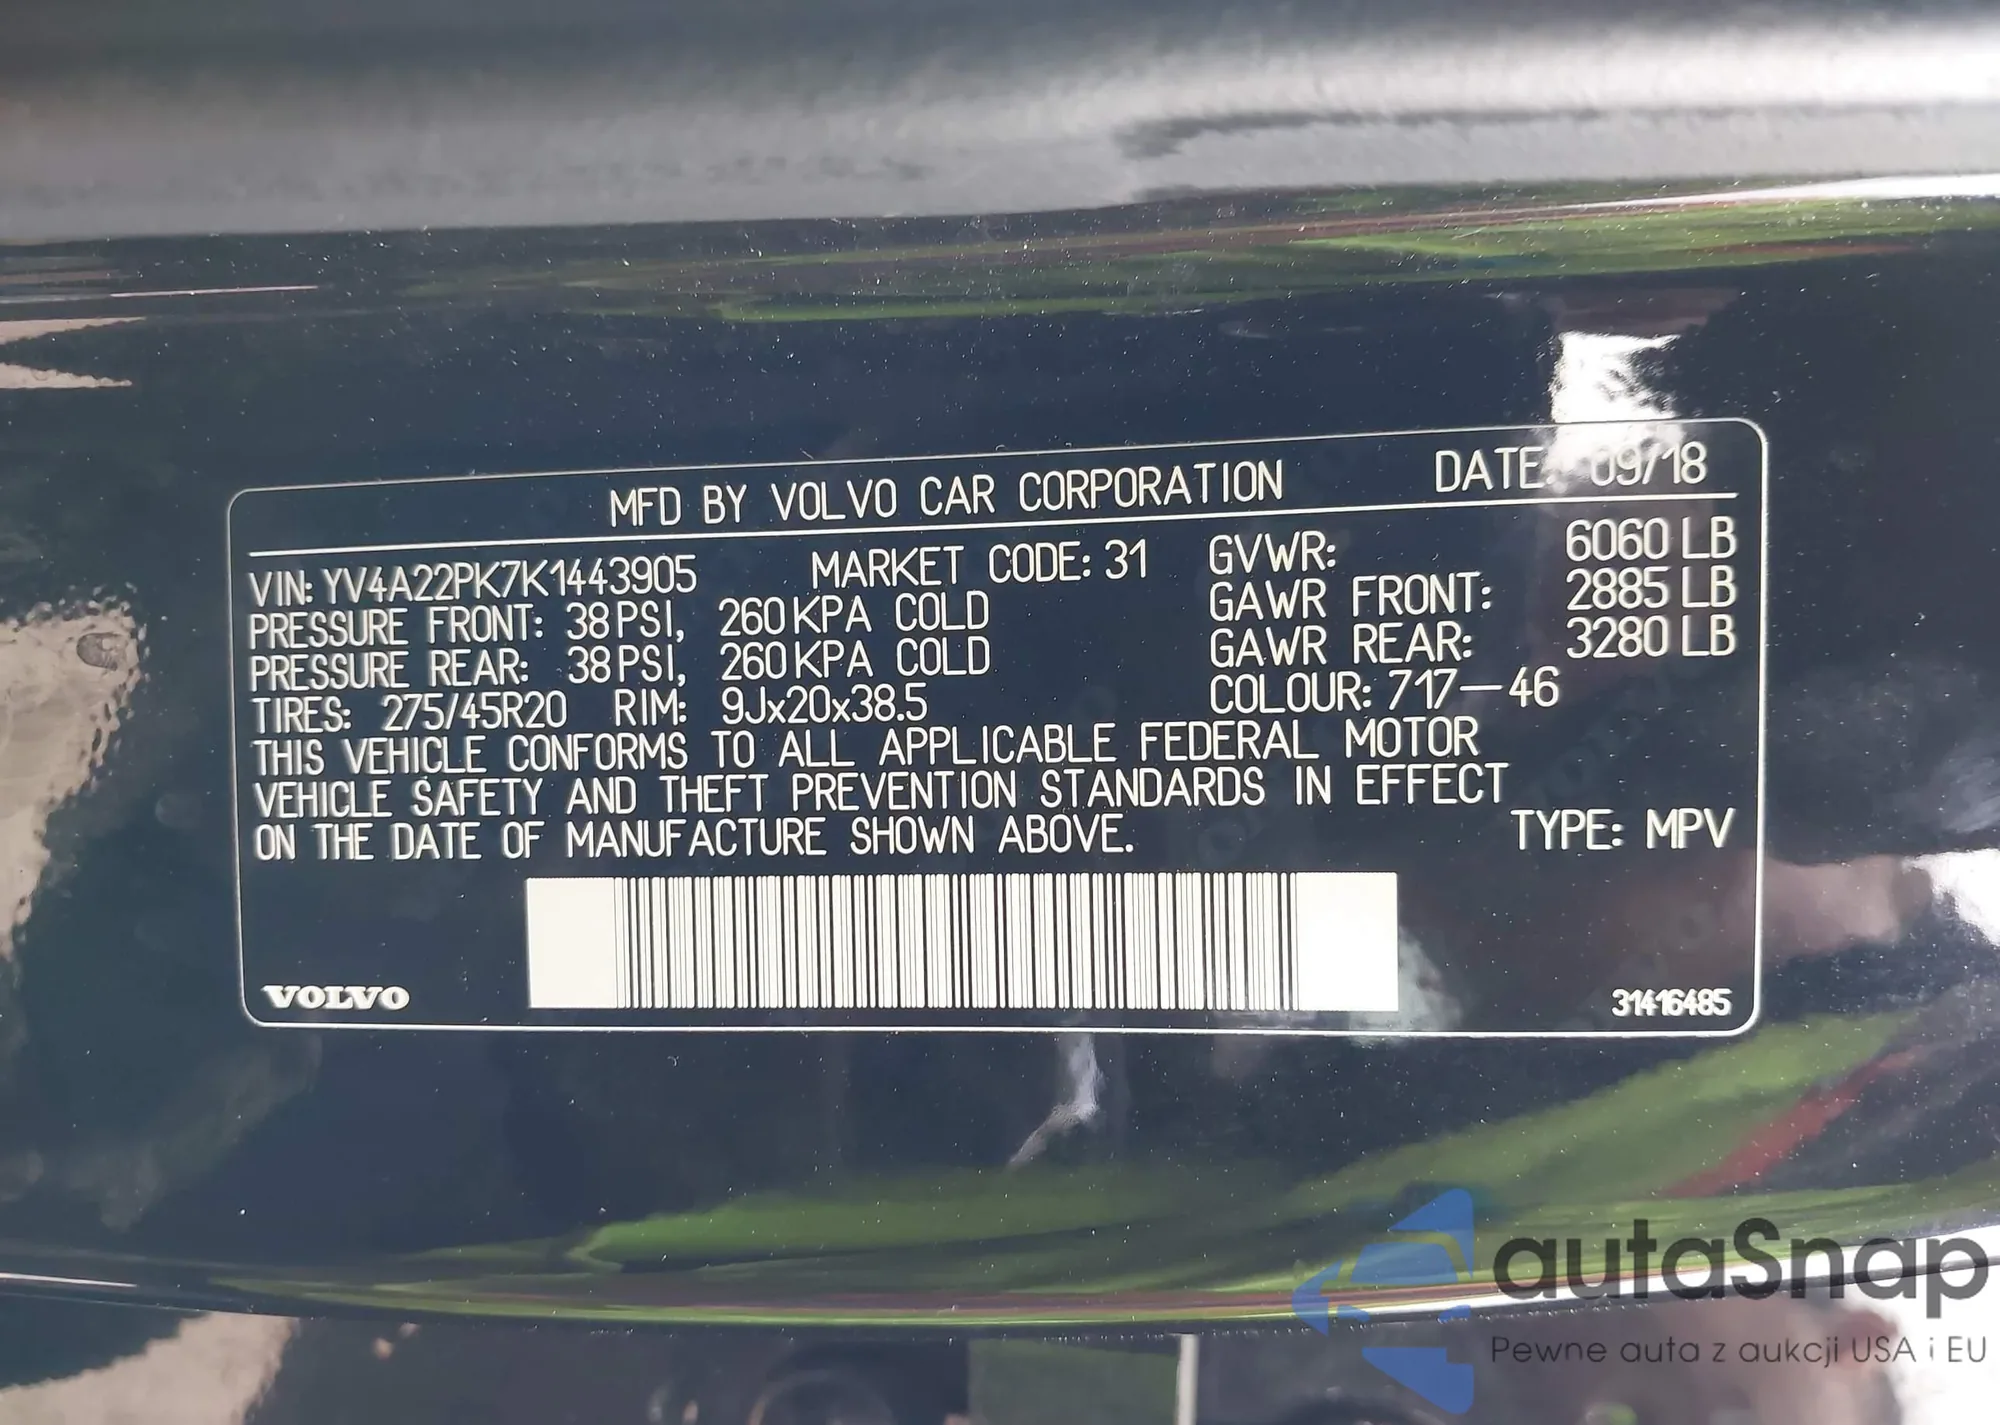 MFD BY VOLVO CAR CORPORATION DATE: 09/18
VIN: YV4A22PK7K1443905 MARKET CODE: 31 GVWR: 6060 LB
PRESSURE FRONT: 38 PSI, 260 KPA COLD GAWR FRONT: 2885 LB
PRESSURE REAR: 38 PSI, 260 KPA COLD GAWR REAR: 3280 LB
TIRES: 275/45R20 RIM: 9Jx20x38.5 COLOUR: 717-46
THIS VEHICLE CONFORMS TO ALL APPLICABLE FEDERAL MOTOR
VEHICLE SAFETY AND THEFT PREVENTION STANDARDS IN EFFECT
ON THE DATE OF MANUFACTURE SHOWN ABOVE. TYPE: MPV
VOLVO 31416485
autaSnap
Pewne auta z aukcji USA i EU